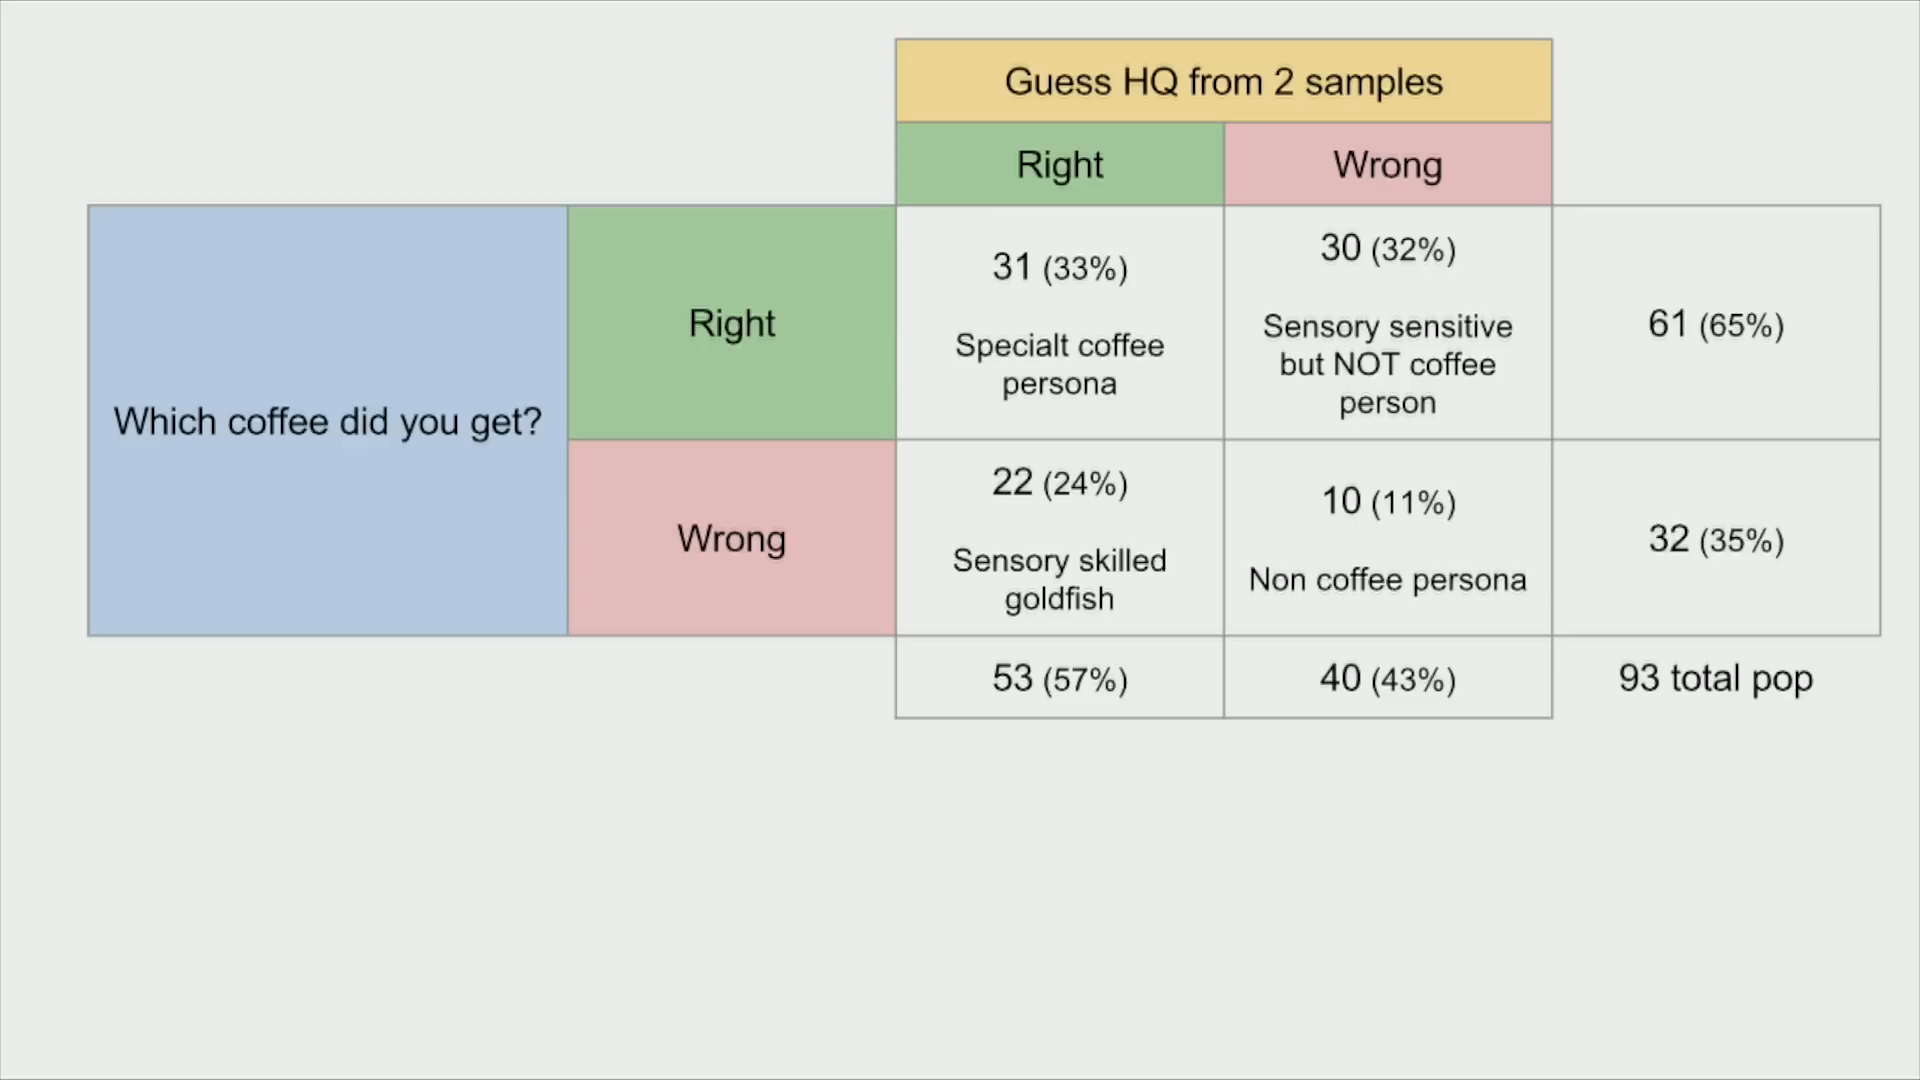 Guess HQ from 2 samples
Right
Wrong
Which coffee did you get?
Right
31 (33%)
Specialt coffee
persona
30 (32%)
Sensory sensitive
but NOT coffee
person
61 (65%)
Wrong
22 (24%)
Sensory skilled
goldfish
10 (11%)
Non coffee persona
32 (35%)
53 (57%)
40 (43%)
93 total pop